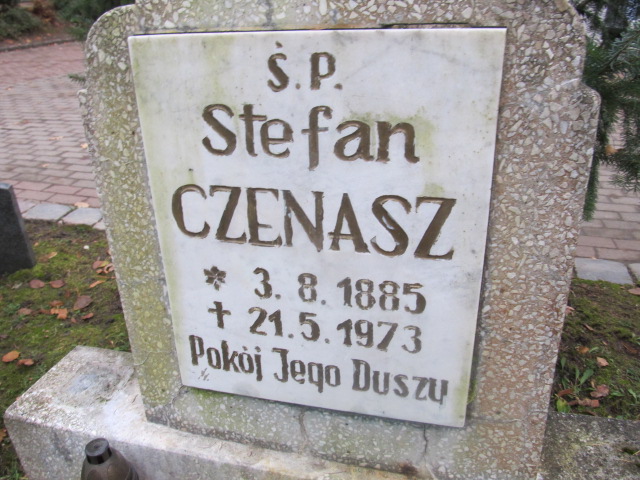 Ś.P.
Stefan
CZENASZ
* 3.8.1885
+ 21.5.1973
Pokój Jego Duszy